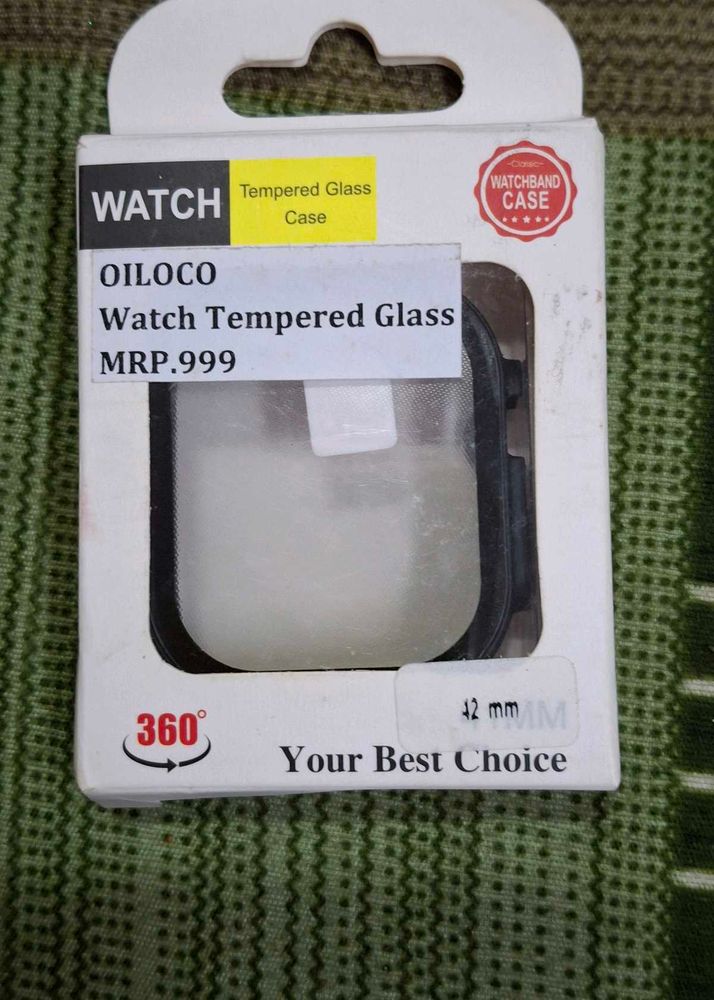 WATCH
Tempered Glass
Case
Classic
WATCHBAND
CASE
OILOCO
Watch Tempered Glass
MRP.999
360°
42 mm
MM
Your Best Choice